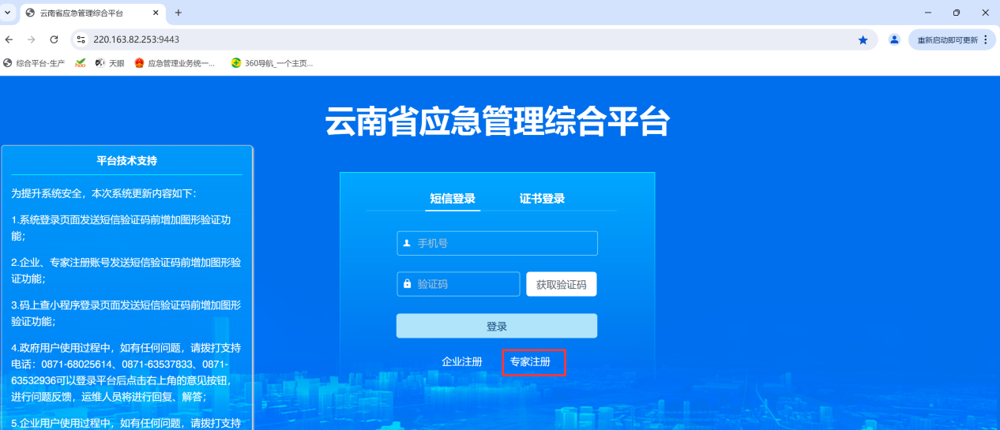 云南省应急管理综合平台
220.163.82.253:9443
重新启动即可更新
综合平台-生产
天眼
应急管理业务统一...
360导航_一个主页...
云南省应急管理综合平台
平台技术支持
为提升系统安全，本次系统更新内容如下：
1.系统登录页面发送短信验证码前增加图形验证功
能；
2.企业、专家注册账号发送短信验证码前增加图形验
证功能；
3.码上查小程序登录页面发送短信验证码前增加图形
验证功能；
4.政府用户使用过程中，如有任何问题，请拨打支持
电话：0871-68025614、0871-63537833、0871-
63532936可以登录平台后点击右上角的意见按钮，
进行问题反馈，运维人员将进行回复、解答；
5.企业用户使用过程中，如有任何问题，请拨打支持
短信登录
证书登录
手机号
验证码
获取验证码
登录
企业注册
专家注册